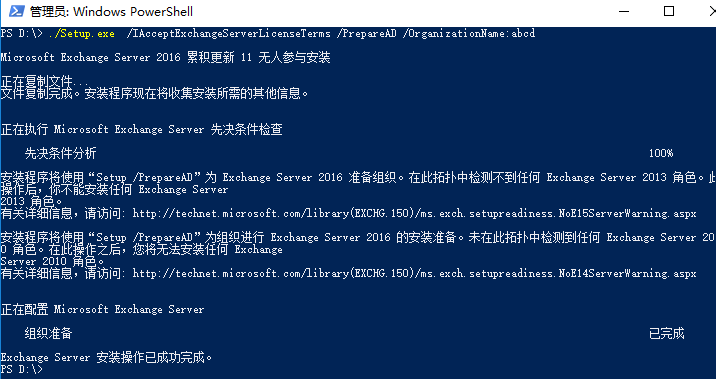 管理员: Windows PowerShell
PS D:\> ./Setup.exe /IAcceptExchangeServerLicenseTerms /PrepareAD /OrganizationName:abcd
Microsoft Exchange Server 2016 累积更新 11 无人参与安装
正在复制文件...
文件复制完成。安装程序现在将收集安装所需的其他信息。
正在执行 Microsoft Exchange Server 先决条件检查
先决条件分析 100%
安装程序将使用“Setup /PrepareAD”为 Exchange Server 2016 准备组织。在此拓扑中检测不到任何 Exchange Server 2013 角色。此
操作后，你不能安装任何 Exchange Server
2013 角色。
有关详细信息，请访问: http://technet.microsoft.com/library(EXCHG.150)/ms.exch.setupreadiness.NoE15ServerWarning.aspx
安装程序将使用“Setup /PrepareAD”为组织进行 Exchange Server 2016 的安装准备。未在此拓扑中检测到任何 Exchange Server 20
0 角色。在此操作之后，您将无法安装任何 Exchange
Server 2010 角色。
有关详细信息，请访问: http://technet.microsoft.com/library(EXCHG.150)/ms.exch.setupreadiness.NoE14ServerWarning.aspx
正在配置 Microsoft Exchange Server
组织准备 已完成
Exchange Server 安装操作已成功完成。
PS D:\>